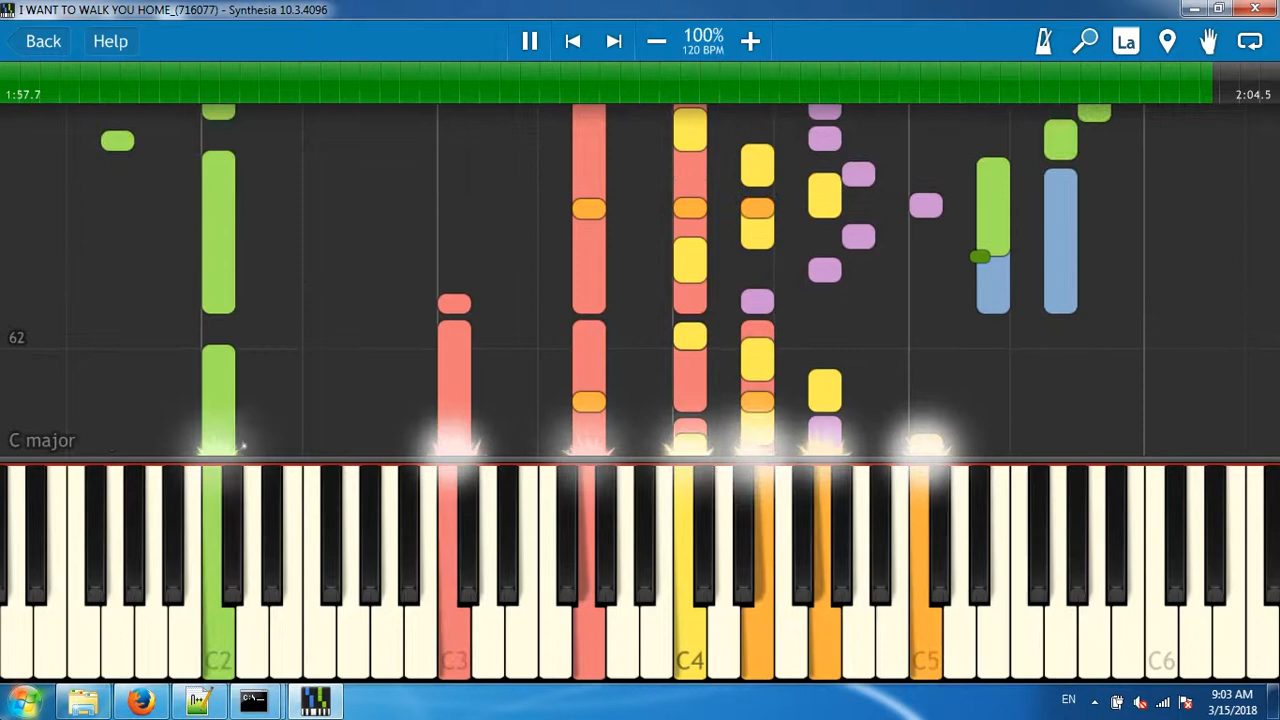 I WANT TO WALK YOU HOME_(716077) - Synthesia 10.3.4096
Back
Help
100%
120 BPM
La
1:57.7
2:04.5
62
C major
C2
C3
C4
C5
C6
EN
9:03 AM
3/15/2018